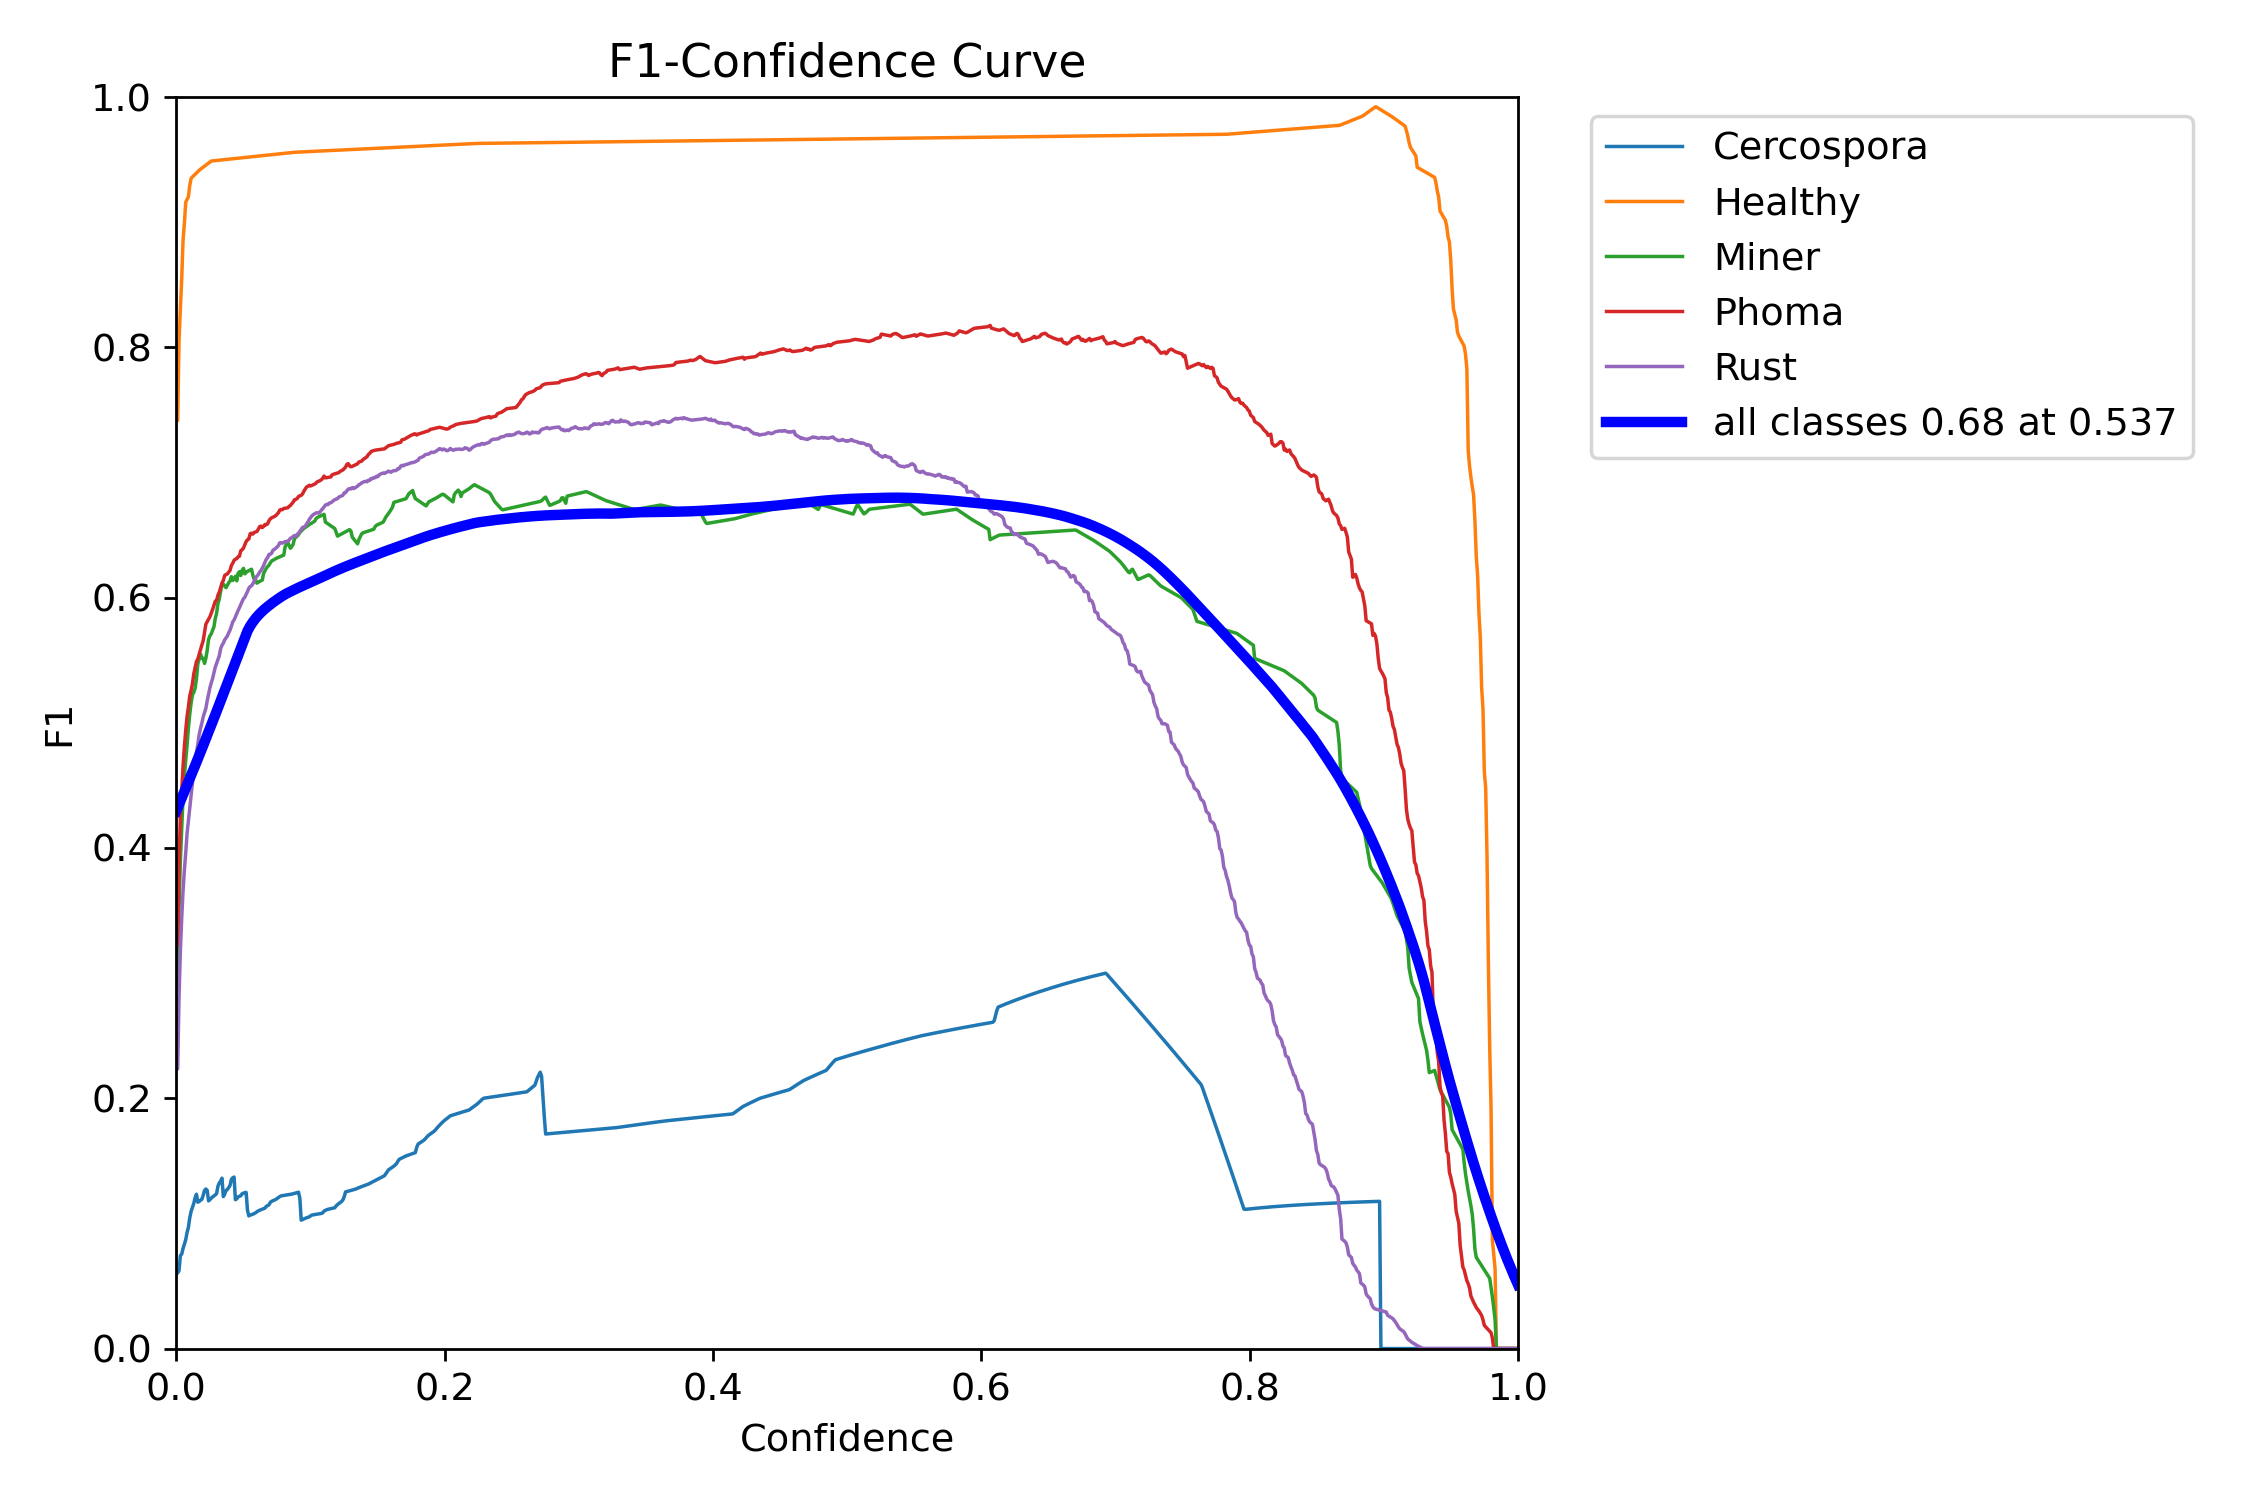 F1-Confidence Curve
1.0
0.8
0.6
0.4
0.2
0.0
F1
0.0 0.2 0.4 0.6 0.8 1.0
Confidence
Cercospora
Healthy
Miner
Phoma
Rust
all classes 0.68 at 0.537